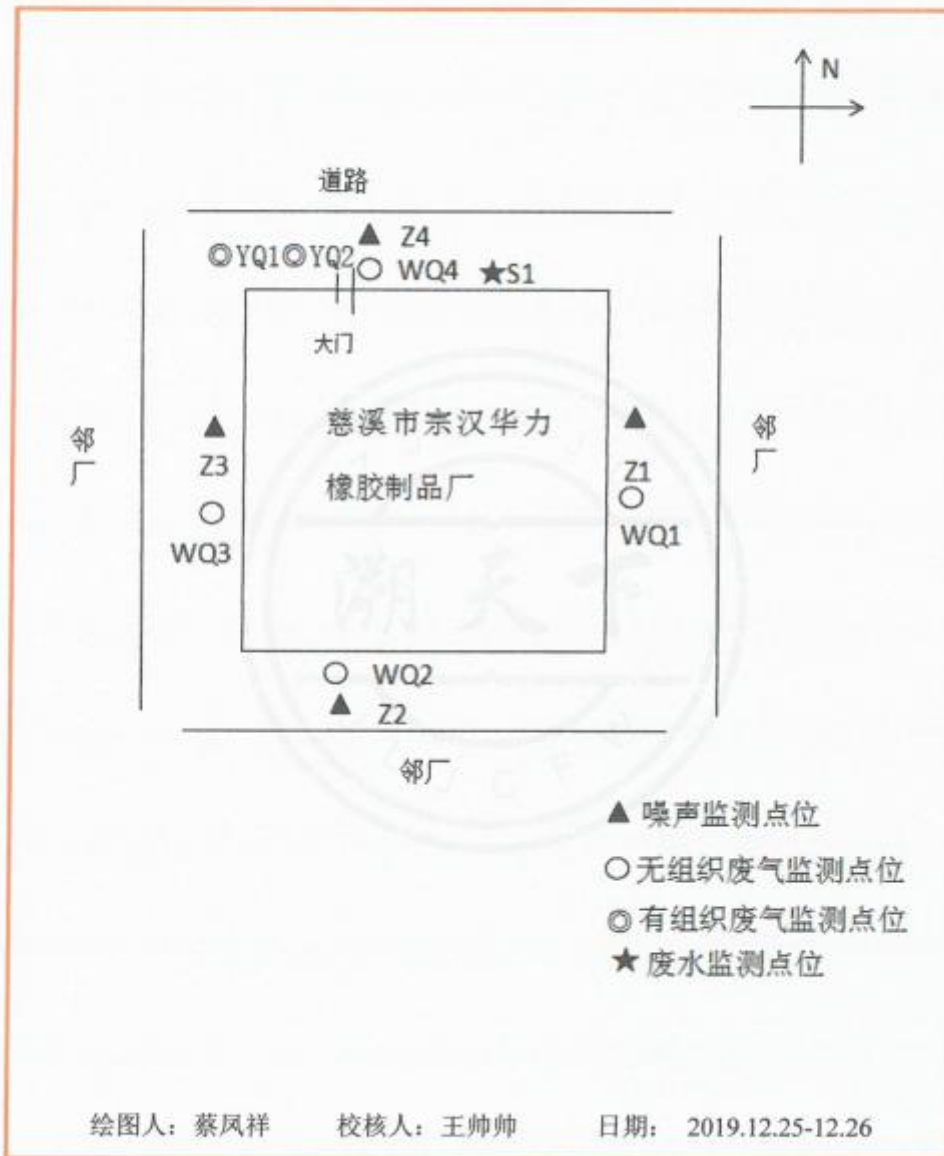 N
道路
Z4
YQ1 YQ2
WQ4 S1
大门
慈溪市宗汉华力
橡胶制品厂
邻厂
Z3
WQ3
Z1
WQ1
邻厂
WQ2
Z2
邻厂
▲ 噪声监测点位
○无组织废气监测点位
◎有组织废气监测点位
★ 废水监测点位
溯天下
绘图人：蔡凤祥 校核人：王帅帅 日期： 2019.12.25-12.26